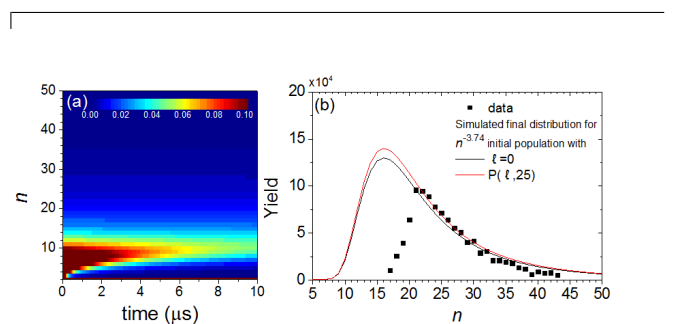 (a)
0.00 0.02 0.04 0.06 0.08 0.10
50
40
30
20
10
n
0 2 4 6 8 10
time (μs)
×10⁴
(b)
20
15
10
5
0
Yield
data
Simulated final distribution for
n⁻³·⁷⁴ initial population with
ℓ=0
P(ℓ,25)
5 10 15 20 25 30 35 40 45 50
n